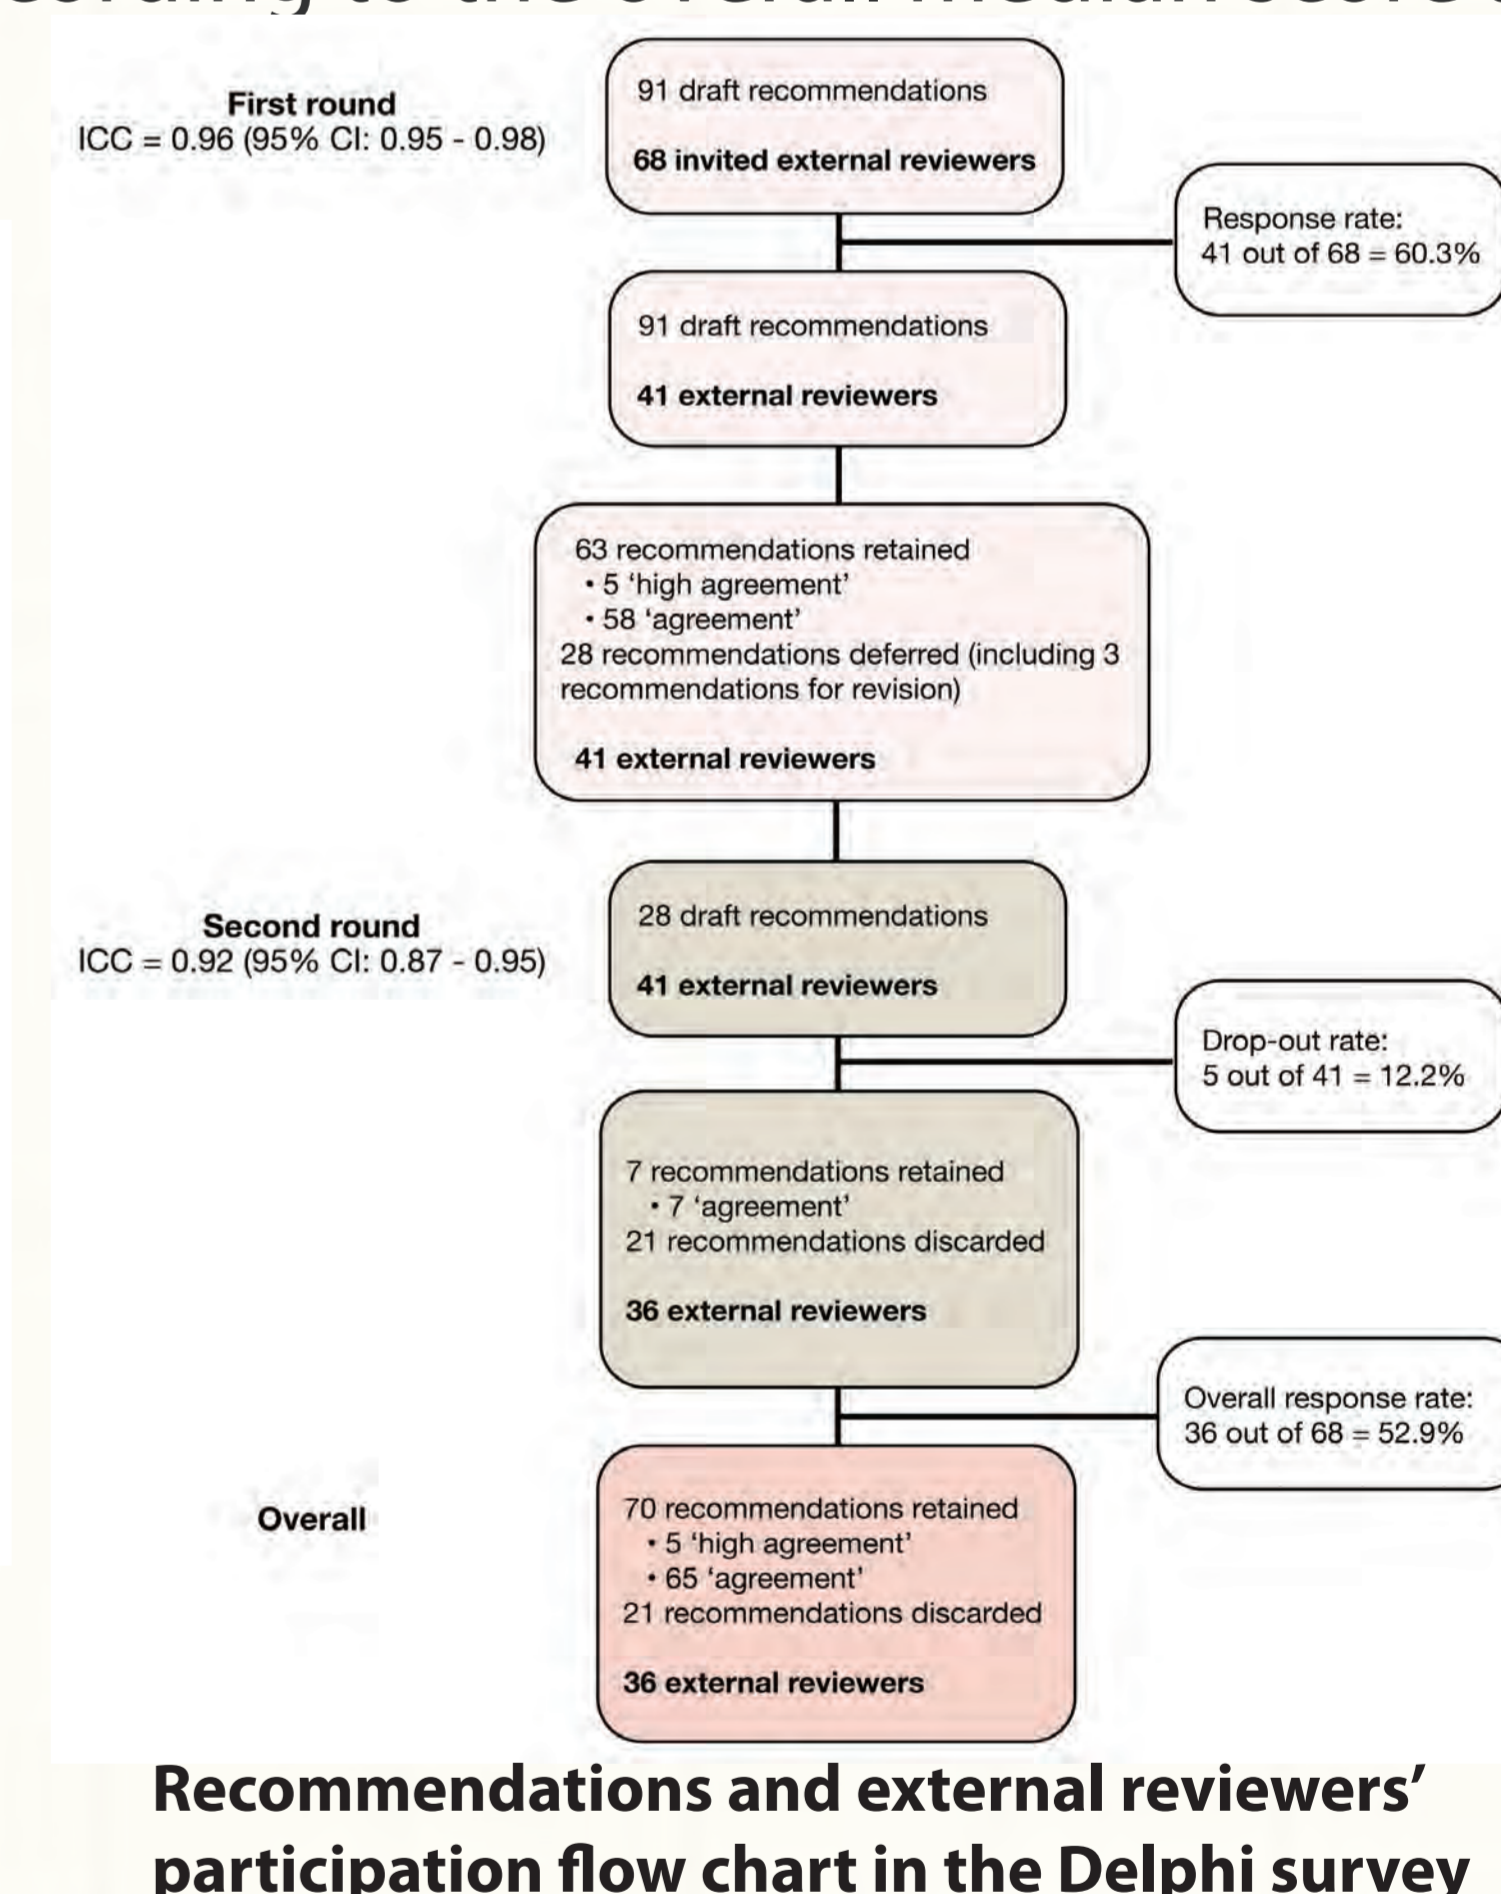 First round
ICC = 0.96 (95% CI: 0.95 - 0.98)
91 draft recommendations
68 invited external reviewers
Response rate:
41 out of 68 = 60.3%
91 draft recommendations
41 external reviewers
63 recommendations retained
• 5 ‘high agreement’
• 58 ‘agreement’
28 recommendations deferred (including 3
recommendations for revision)
41 external reviewers
Second round
ICC = 0.92 (95% CI: 0.87 - 0.95)
28 draft recommendations
41 external reviewers
Drop-out rate:
5 out of 41 = 12.2%
7 recommendations retained
• 7 ‘agreement’
21 recommendations discarded
36 external reviewers
Overall response rate:
36 out of 68 = 52.9%
Overall
70 recommendations retained
• 5 ‘high agreement’
• 65 ‘agreement’
21 recommendations discarded
36 external reviewers
Recommendations and external reviewers’
participation flow chart in the Delphi survey